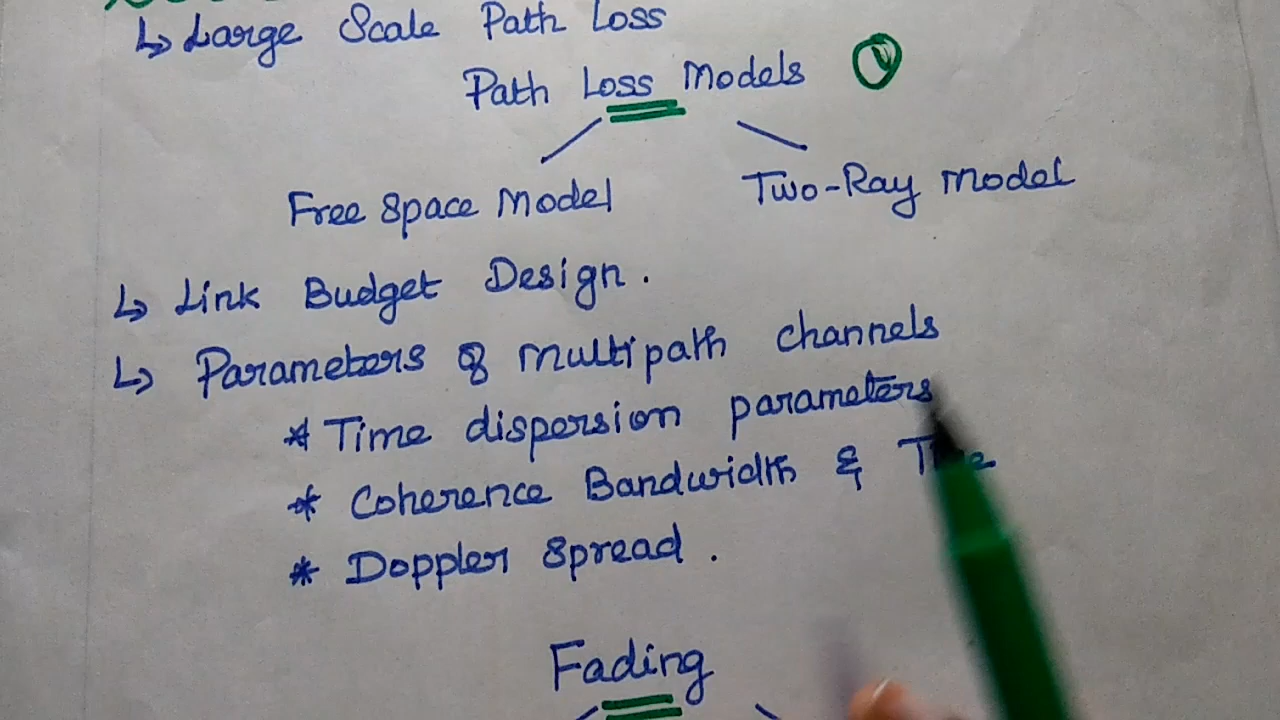 ↳ Large Scale Path Loss
Path Loss Models
Free Space Model Two-Ray Model
↳ Link Budget Design.
↳ Parameters of multipath channels
* Time dispersion parameters
* Coherence Bandwidth &
* Doppler Spread.
Fading